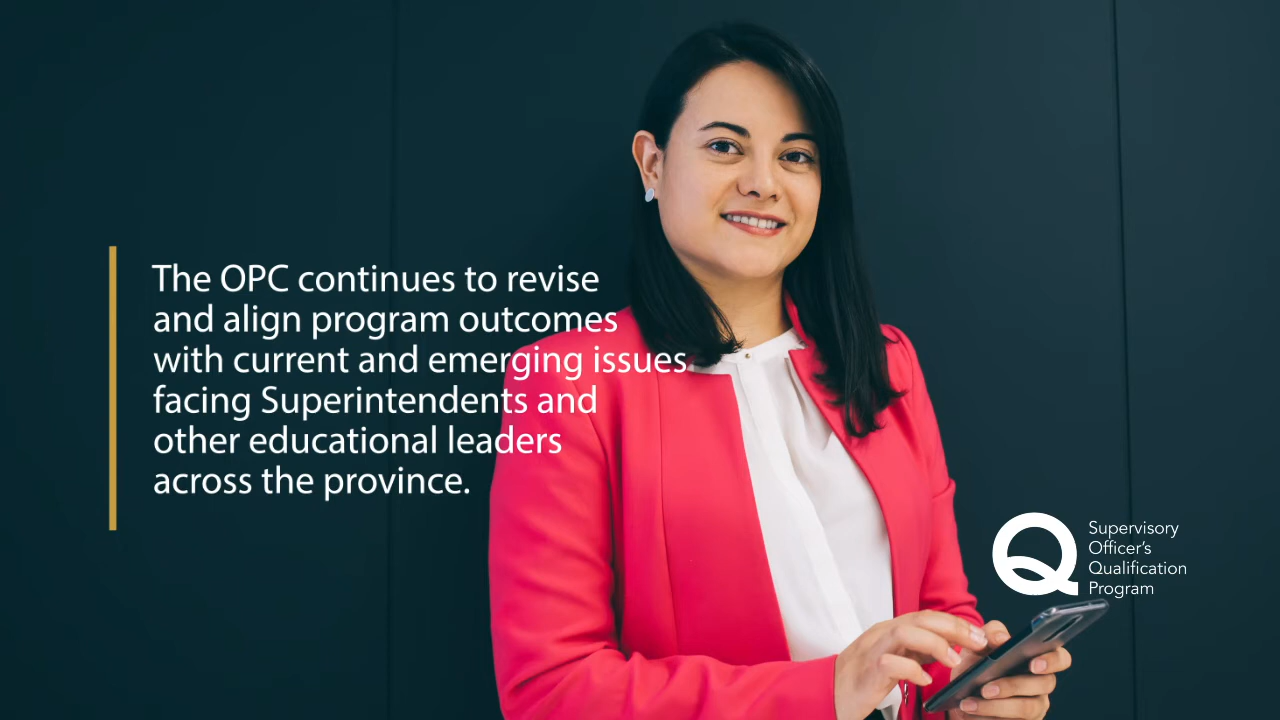 The OPC continues to revise
and align program outcomes
with current and emerging issues
facing Superintendents and
other educational leaders
across the province.
Supervisory
Officer's
Qualification
Program